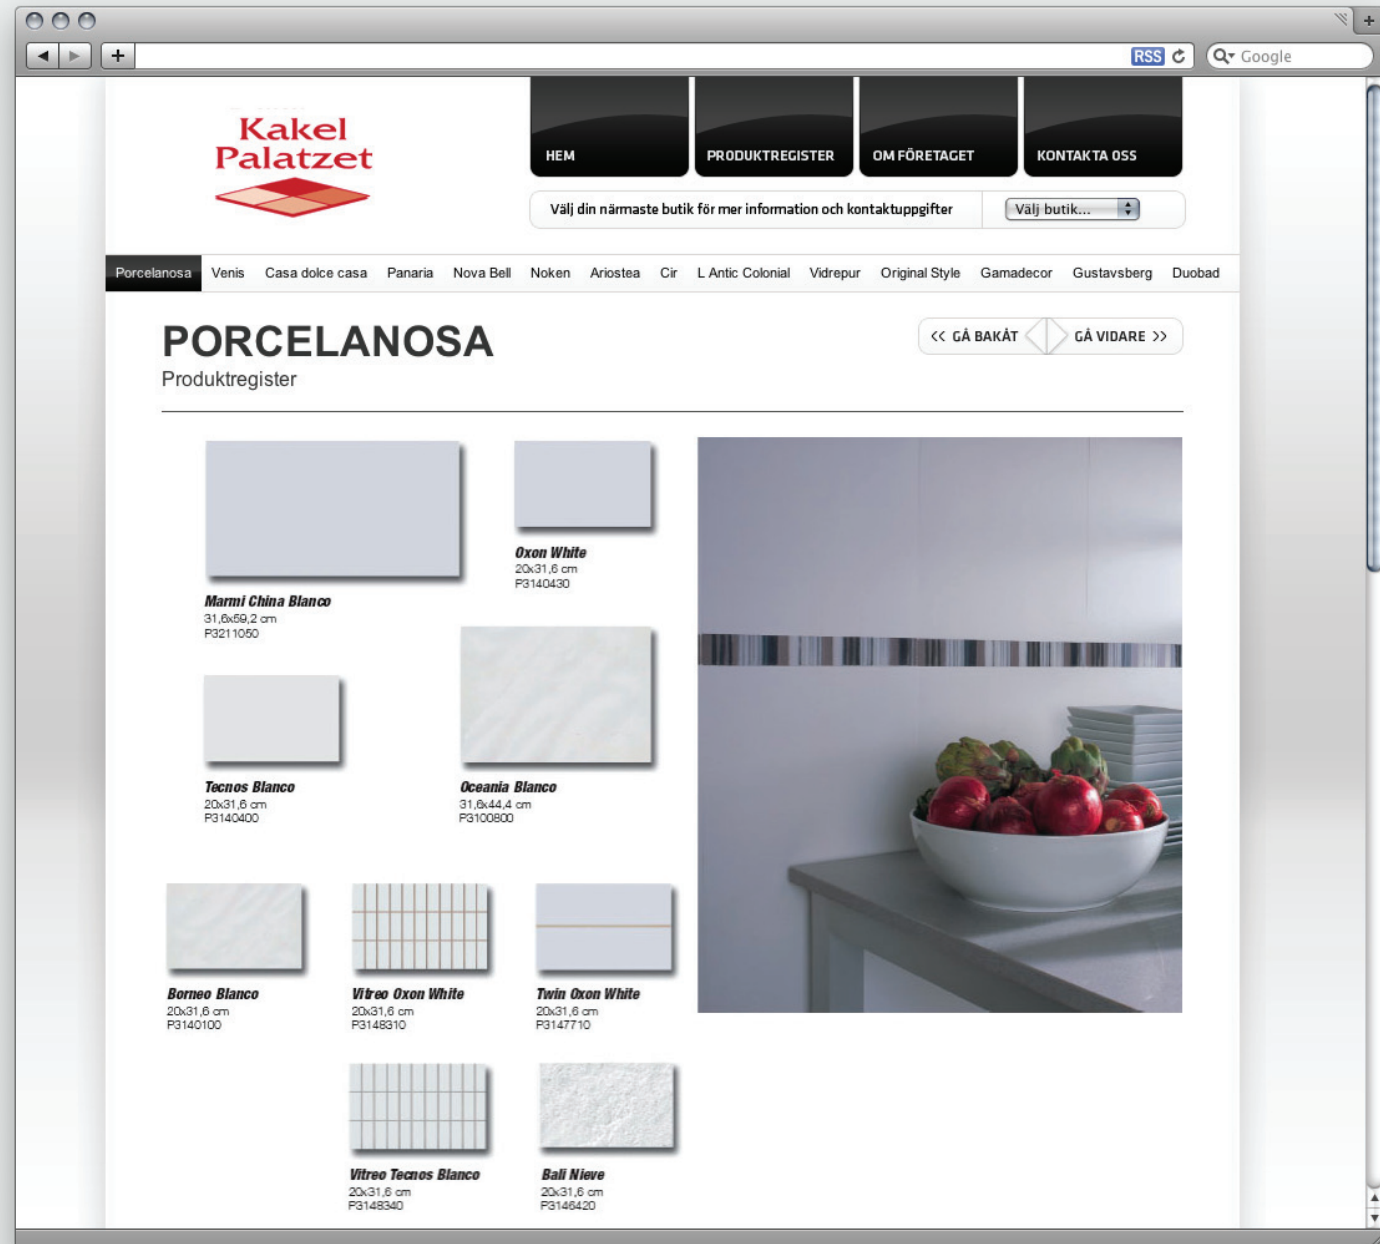 RSS
Google
Kakel
Palatzet
HEM
PRODUKTREGISTER
OM FÖRETAGET
KONTAKTA OSS
Välj din närmaste butik för mer information och kontaktuppgifter
Välj butik...
Porcelanosa Venis Casa dolce casa Panaria Nova Bell Noken Ariostea Cir L Antic Colonial Vidrepur Original Style Gamadecor Gustavsberg Duobad
PORCELANOSA
<< GÅ BAKÅT
GÅ VIDARE >>
Produktregister
Marmi China Blanco
31,6x59,2 cm
P3211050
Oxon White
20x31,6 cm
P3140430
Tecnos Blanco
20x31,6 cm
P3140400
Oceania Blanco
31,6x44,4 cm
P3100800
Borneo Blanco
20x31,6 cm
P3140100
Vitreo Oxon White
20x31,6 cm
P3148310
Twin Oxon White
20x31,6 cm
P3147710
Vitreo Tecnos Blanco
20x31,6 cm
P3148340
Bali Nieve
20x31,6 cm
P3146420